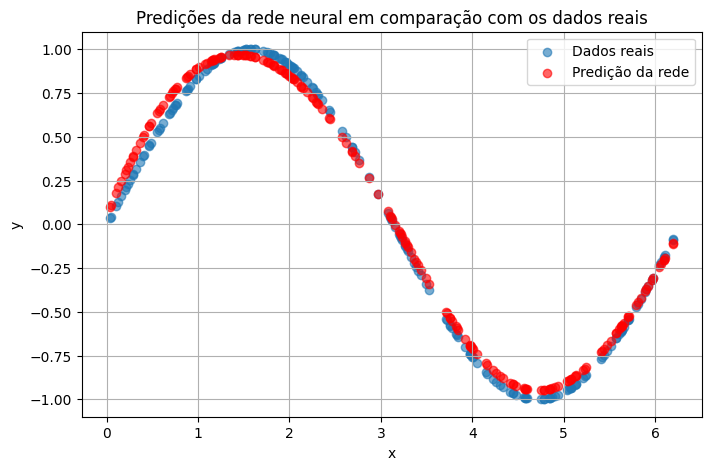 Predições da rede neural em comparação com os dados reais
Dados reais
Predição da rede
1.00
0.75
0.50
0.25
0.00
−0.25
−0.50
−0.75
−1.00
y
0 1 2 3 4 5 6
x